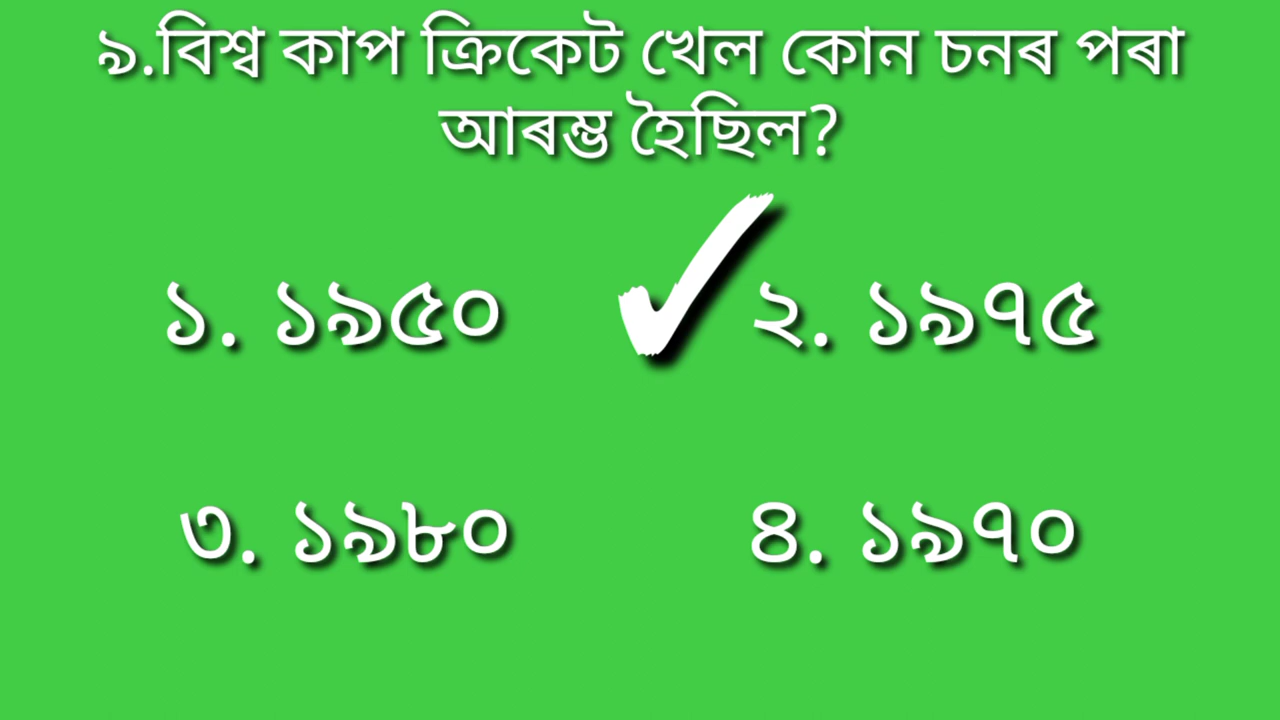 ৯.বিশ্ব কাপ ক্রিকেট খেল কোন চনৰ পৰা
আৰম্ভ হৈছিল?
১. ১৯৫০ ✓ ২. ১৯৭৫
৩. ১৯৮০ ৪. ১৯৭০